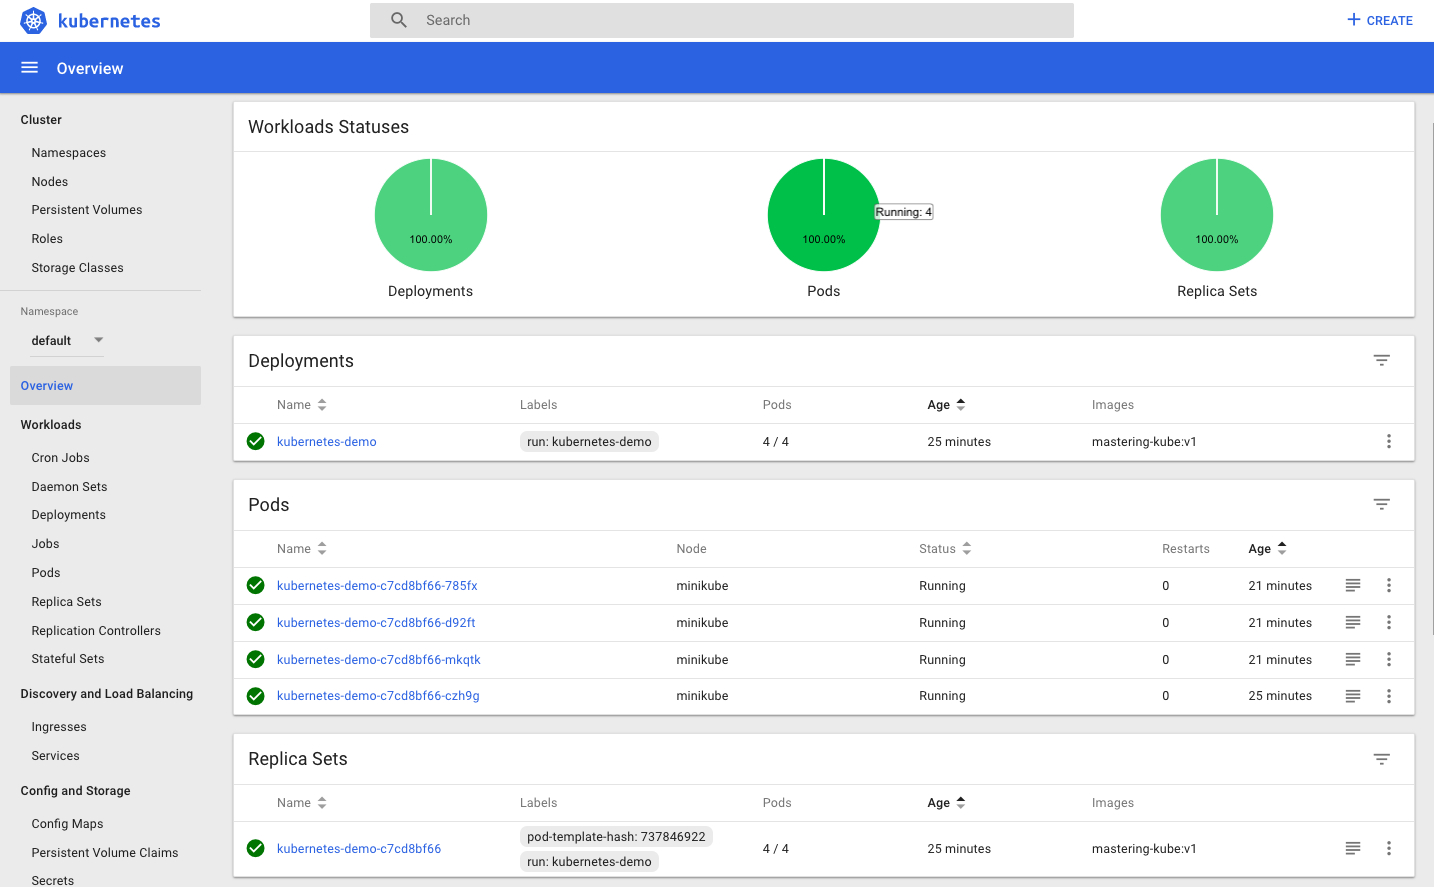 kubernetes
Search
CREATE
Overview
Cluster
Namespaces
Nodes
Persistent Volumes
Roles
Storage Classes
Namespace
default
Overview
Workloads
Cron Jobs
Daemon Sets
Deployments
Jobs
Pods
Replica Sets
Replication Controllers
Stateful Sets
Discovery and Load Balancing
Ingresses
Services
Config and Storage
Config Maps
Persistent Volume Claims
Secrets
Workloads Statuses
100.00% 100.00% 100.00%
Running: 4
Deployments Pods Replica Sets
Deployments
Name Labels Pods Age Images
kubernetes-demo run: kubernetes-demo 4 / 4 25 minutes mastering-kube:v1
Pods
Name Node Status Restarts Age
kubernetes-demo-c7cd8bf66-785fx minikube Running 0 21 minutes
kubernetes-demo-c7cd8bf66-d92ft minikube Running 0 21 minutes
kubernetes-demo-c7cd8bf66-mkqtk minikube Running 0 21 minutes
kubernetes-demo-c7cd8bf66-czh9g minikube Running 0 25 minutes
Replica Sets
Name Labels Pods Age Images
pod-template-hash: 737846922
kubernetes-demo-c7cd8bf66 4 / 4 25 minutes mastering-kube:v1
run: kubernetes-demo